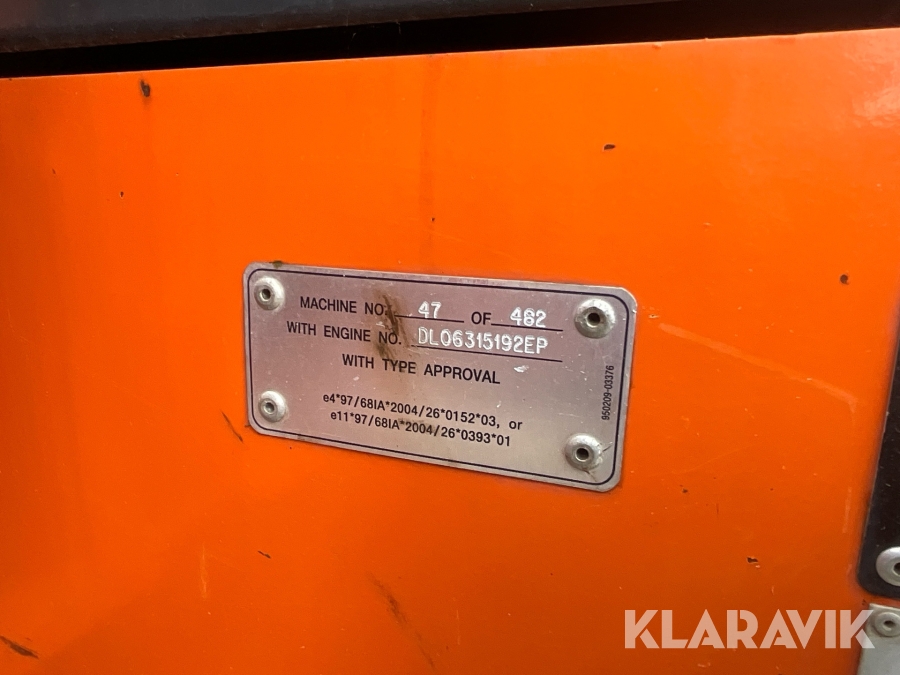 MACHINE NO. 47 OF 482
WITH ENGINE NO. DL06315192EP
WITH TYPE APPROVAL
e4*97/68IA*2004/26*0152*03, or
e11*97/68IA*2004/26*0393*01
950209-03376
KLARAVIK